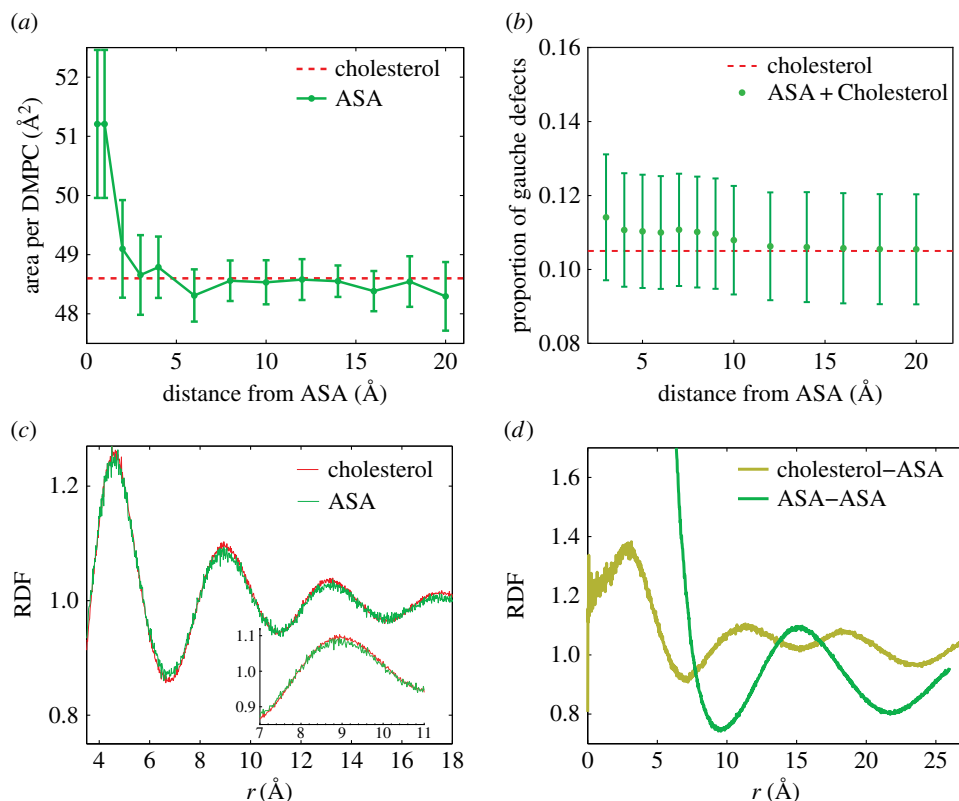 (a)
52
51
50
49
48
area per DMPC (Å²)
cholesterol
ASA
0 5 10 15 20
distance from ASA (Å)
(b)
0.16
0.14
0.12
0.10
0.08
proportion of gauche defects
cholesterol
ASA + Cholesterol
5 10 15 20
distance from ASA (Å)
(c)
1.2
1.0
0.8
RDF
cholesterol
ASA
1.1
1.0
0.9
7 8 9 10 11
4 6 8 10 12 14 16 18
r (Å)
(d)
1.6
1.4
1.2
1.0
0.8
RDF
cholesterol–ASA
ASA–ASA
0 5 10 15 20 25
r (Å)